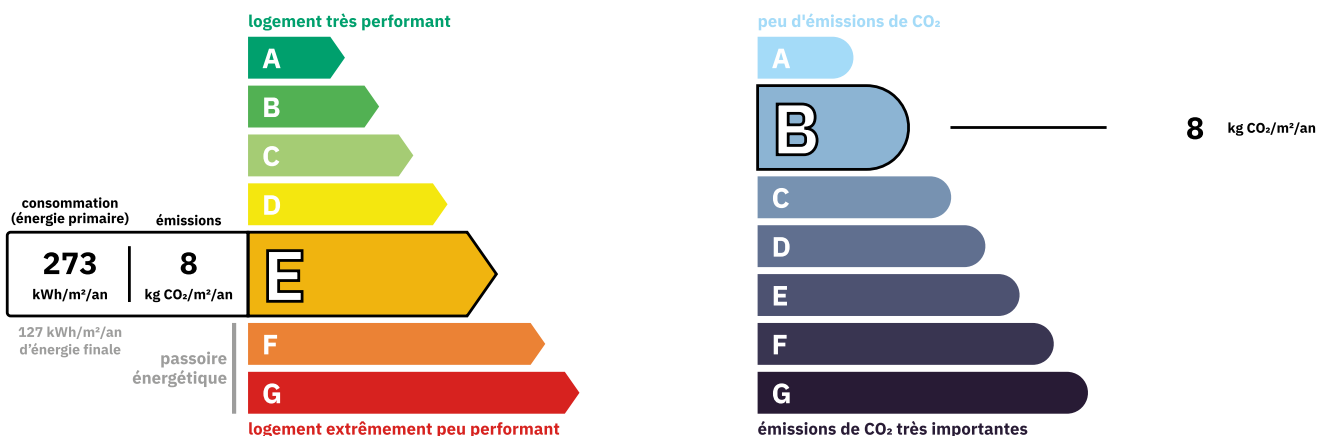 logement très performant
A
B
C
D
consommation
(énergie primaire)
émissions
273
kWh/m²/an
8
kg CO₂/m²/an
E
127 kWh/m²/an
d’énergie finale
passoire
énergétique
F
G
logement extrêmement peu performant
peu d'émissions de CO₂
A
B
8 kg CO₂/m²/an
C
D
E
F
G
émissions de CO₂ très importantes